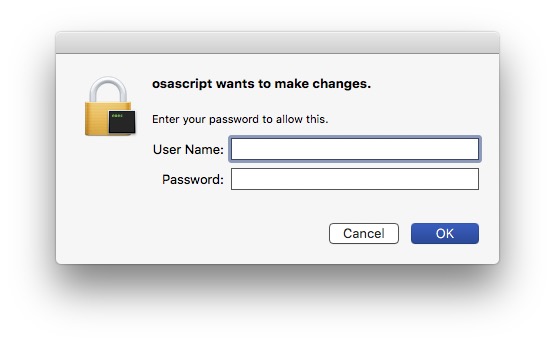 osascript wants to make changes.
Enter your password to allow this.
User Name:
Password:
Cancel
OK